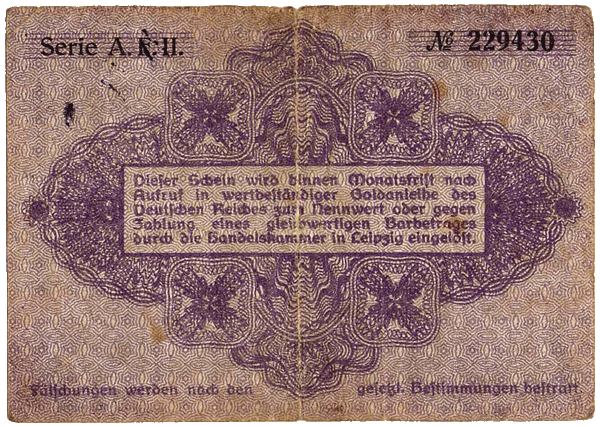 Serie A. K II. № 229430
Dieser Schein wird binnen Monatsfrist nach
Aufruf in wertbeständiger Goldanleihe des
Deutschen Reiches zum Nennwert oder gegen
Zahlung eines gleichwertigen Barbetrages
durch die Handelskammer in Leipzig eingelöst.
Fälschungen werden nach den gesetzl. Bestimmungen bestraft